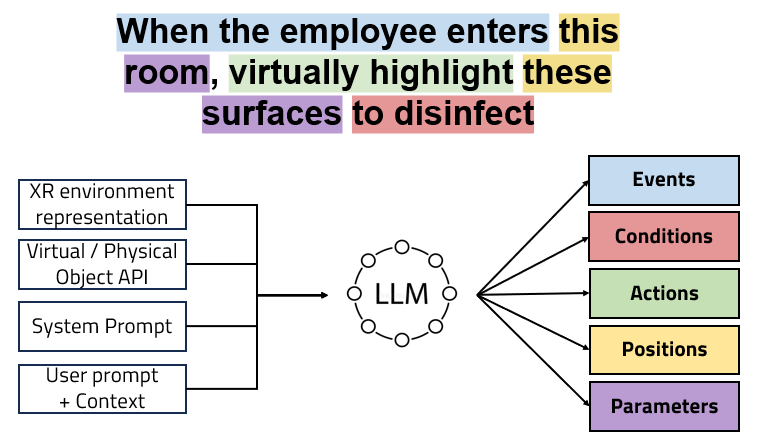 When the employee enters this
room, virtually highlight these
surfaces to disinfect
XR environment
representation
Virtual / Physical
Object API
System Prompt
User prompt
+ Context
LLM
Events
Conditions
Actions
Positions
Parameters